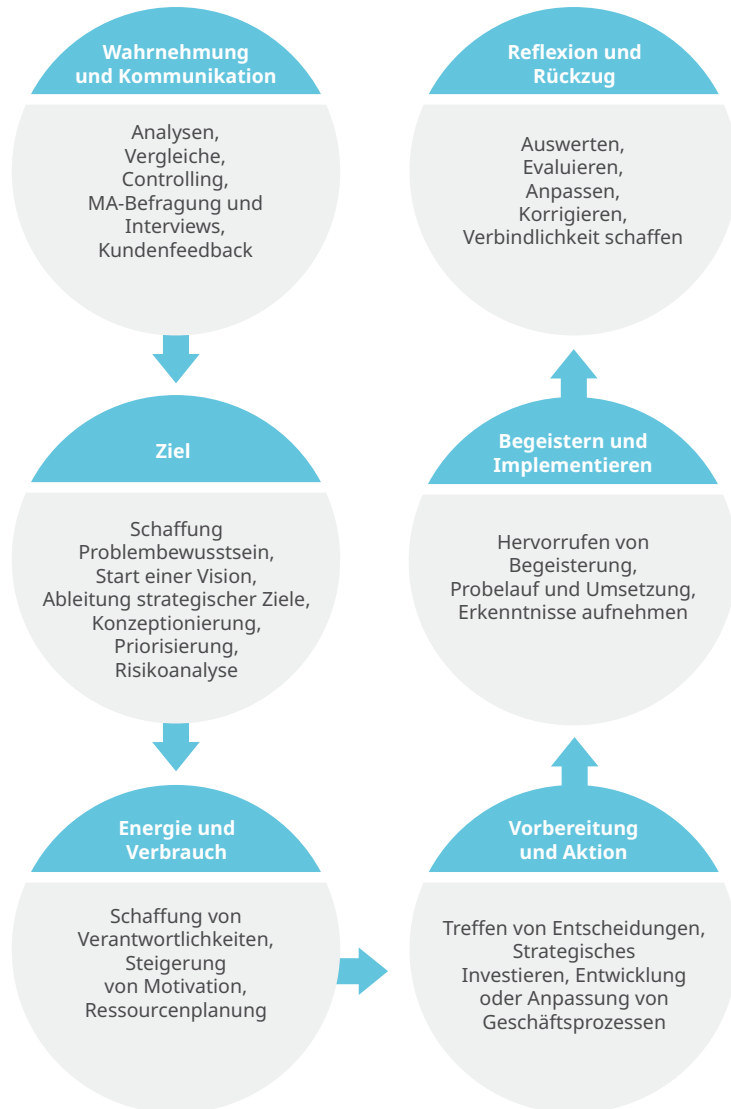 Wahrnehmung
und Kommunikation
Analysen,
Vergleiche,
Controlling,
MA-Befragung und
Interviews,
Kundenfeedback
Ziel
Schaffung
Problembewusstsein,
Start einer Vision,
Ableitung strategischer Ziele,
Konzeptionierung,
Priorisierung,
Risikoanalyse
Energie und
Verbrauch
Schaffung von
Verantwortlichkeiten,
Steigerung
von Motivation,
Ressourcenplanung
Vorbereitung
und Aktion
Treffen von Entscheidungen,
Strategisches
Investieren, Entwicklung
oder Anpassung von
Geschäftsprozessen
Begeistern und
Implementieren
Hervorrufen von
Begeisterung,
Probelauf und Umsetzung,
Erkenntnisse aufnehmen
Reflexion und
Rückzug
Auswerten,
Evaluieren,
Anpassen,
Korrigieren,
Verbindlichkeit schaffen